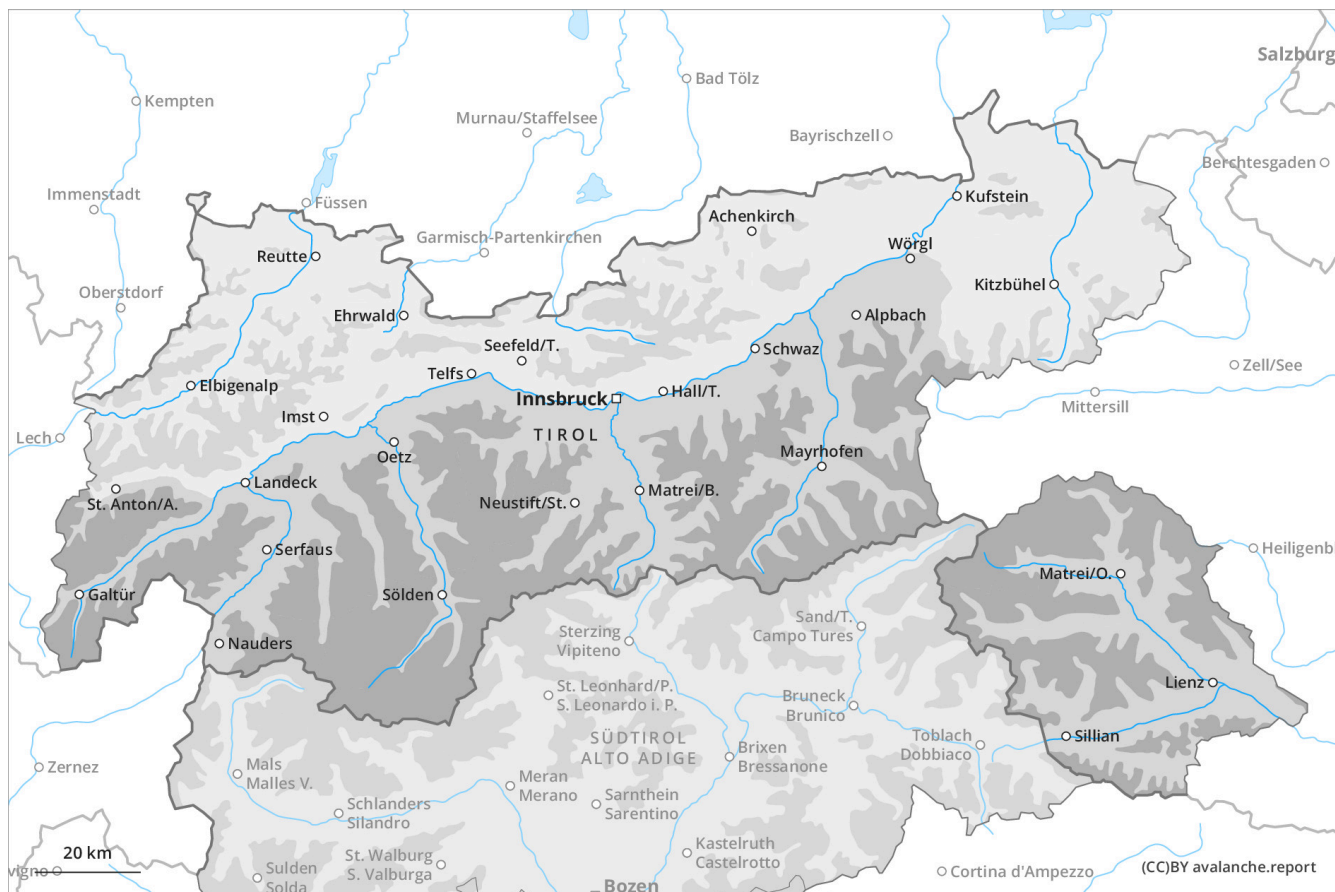 Salzburg
Bad Tölz
Kempten
Murnau/Staffelsee
Bayrischzell
Berchtesgaden
Immenstadt
Füssen
Kufstein
Achenkirch
Garmisch-Partenkirchen
Wörgl
Reutte
Kitzbühel
Oberstdorf
Ehrwald
Alpbach
Seefeld/T.
Schwaz
Zell/See
Telfs
Elbigenalp
Hall/T.
Innsbruck
Mittersill
Imst
TIROL
Lech
Oetz
Mayrhofen
Landeck
Matrei/B.
St. Anton/A.
Neustift/St.
Serfaus
Heiligenb
Matrei/O.
Galtür
Sölden
Sand/T.
Campo Tures
Sterzing
Vipiteno
Nauders
Lienz
St. Leonhard/P.
S. Leonardo i. P.
Bruneck
Brunico
Sillian
Toblach
Dobbiaco
SÜDTIROL
ALTO ADIGE
Brixen
Bressanone
Zernez
Mals
Malles V.
Meran
Merano
Schlanders
Silandro
Sarnthein
Sarentino
Kastelruth
Castelrotto
20 km
St. Walburg
S. Valburga
vigno
Sulden
Solda
Cortina d'Ampezzo
(CC)BY avalanche.report
Bozen